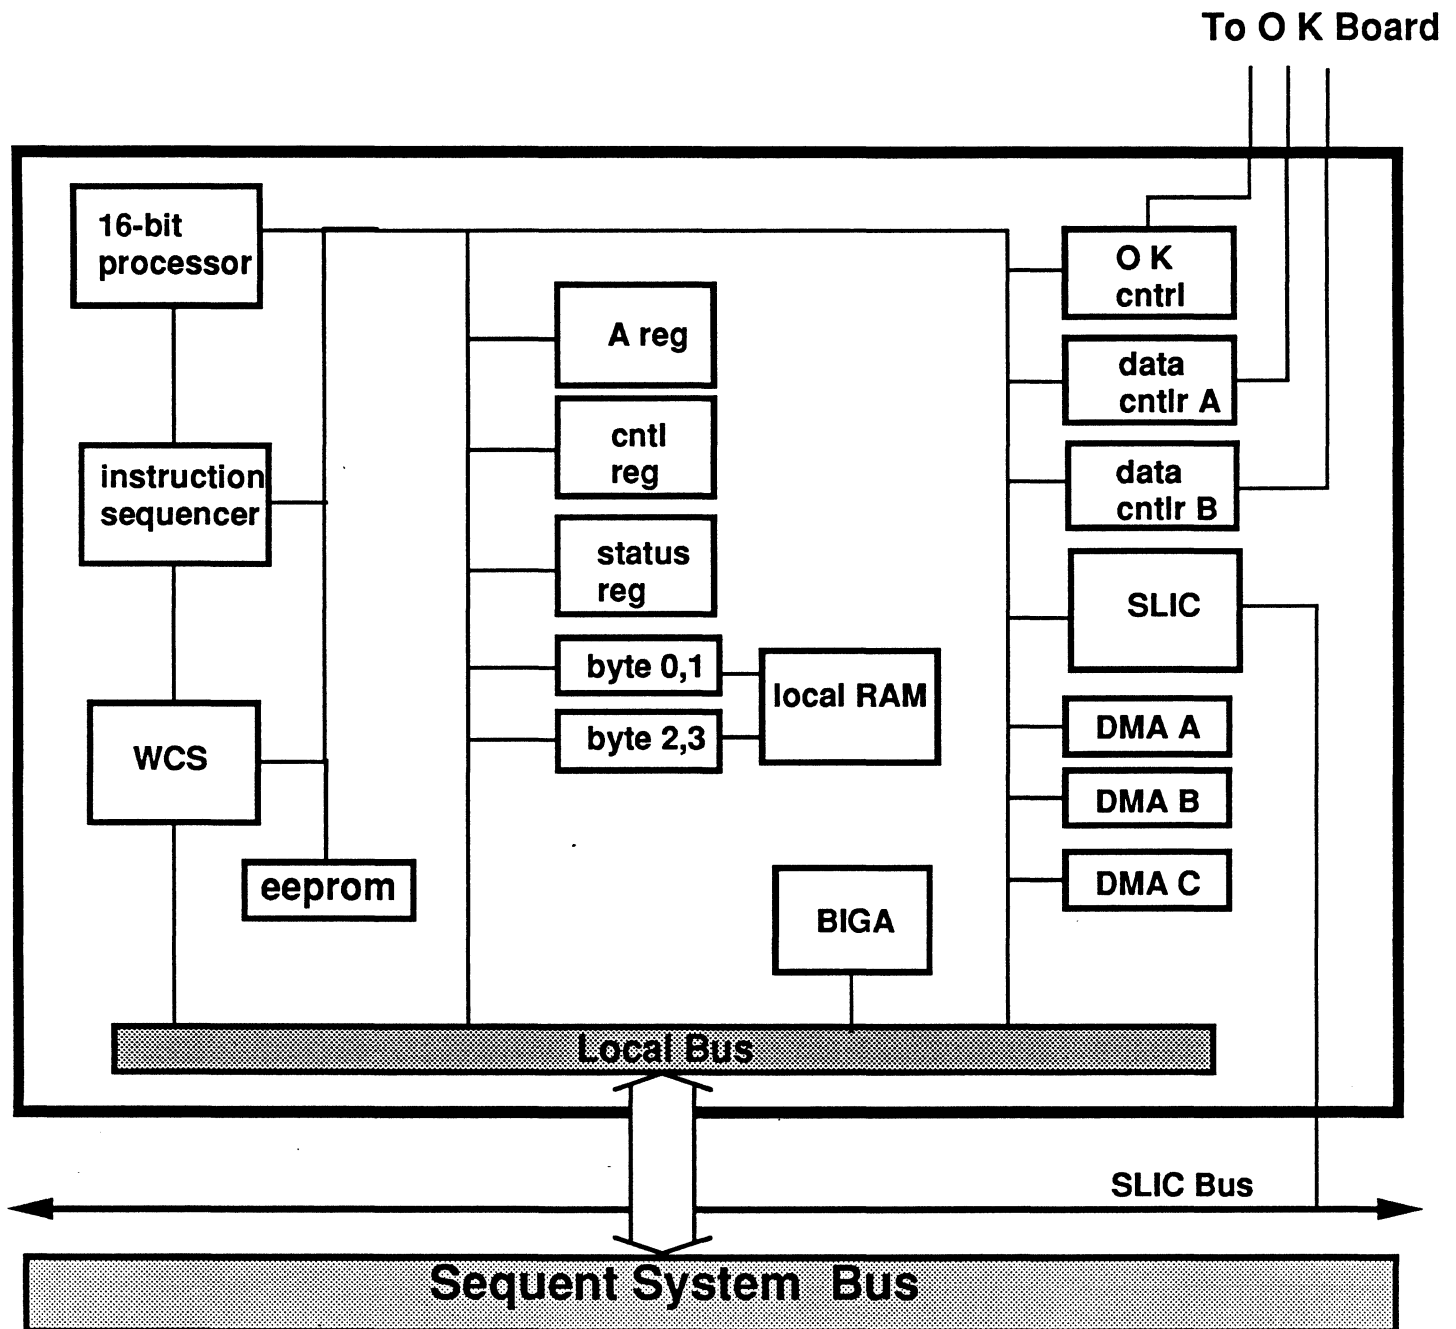 To O K Board
16-bit
processor
O K
cntrl
A reg
data
cntlr A
cntl
reg
instruction
sequencer
data
cntlr B
status
reg
SLIC
byte 0,1
local RAM
byte 2,3
WCS
DMA A
DMA B
eeprom
DMA C
BIGA
Local Bus
SLIC Bus
Sequent System Bus